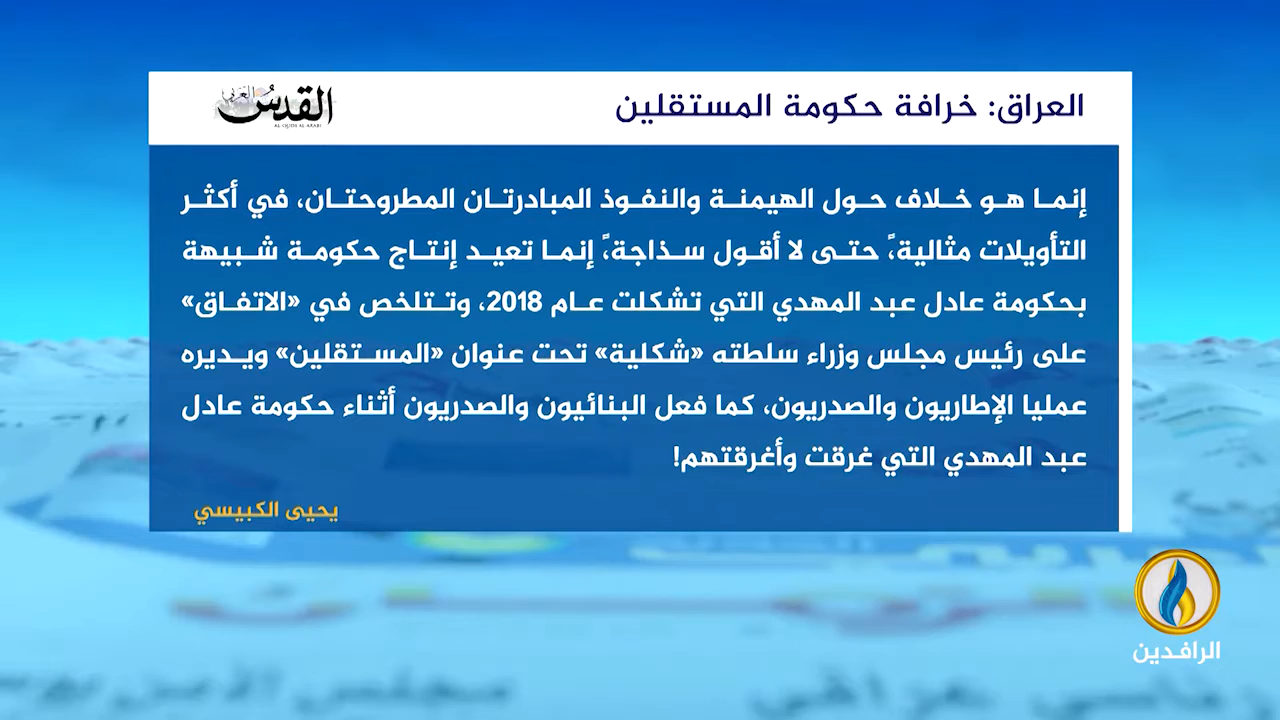 العراق: خرافة حكومة المستقلين
القدس العربي
AL-QUDS AL-ARABI
إنما هو خلاف حول الهيمنة والنفوذ المبادرتان المطروحتان، في أكثر
التأويلات مثالية،ً حتى لا أقول سذاجة،ً إنما تعيد إنتاج حكومة شبيهة
بحكومة عادل عبد المهدي التي تشكلت عام 2018، وتتلخص في «الاتفاق»
على رئيس مجلس وزراء سلطته «شكلية» تحت عنوان «المستقلين» ويديره
عمليا الإطاريون والصدريون، كما فعل البنائيون والصدريون أثناء حكومة عادل
عبد المهدي التي غرقت وأغرقتهم!
يحيى الكبيسي
الرافدين
مجلس الأمن